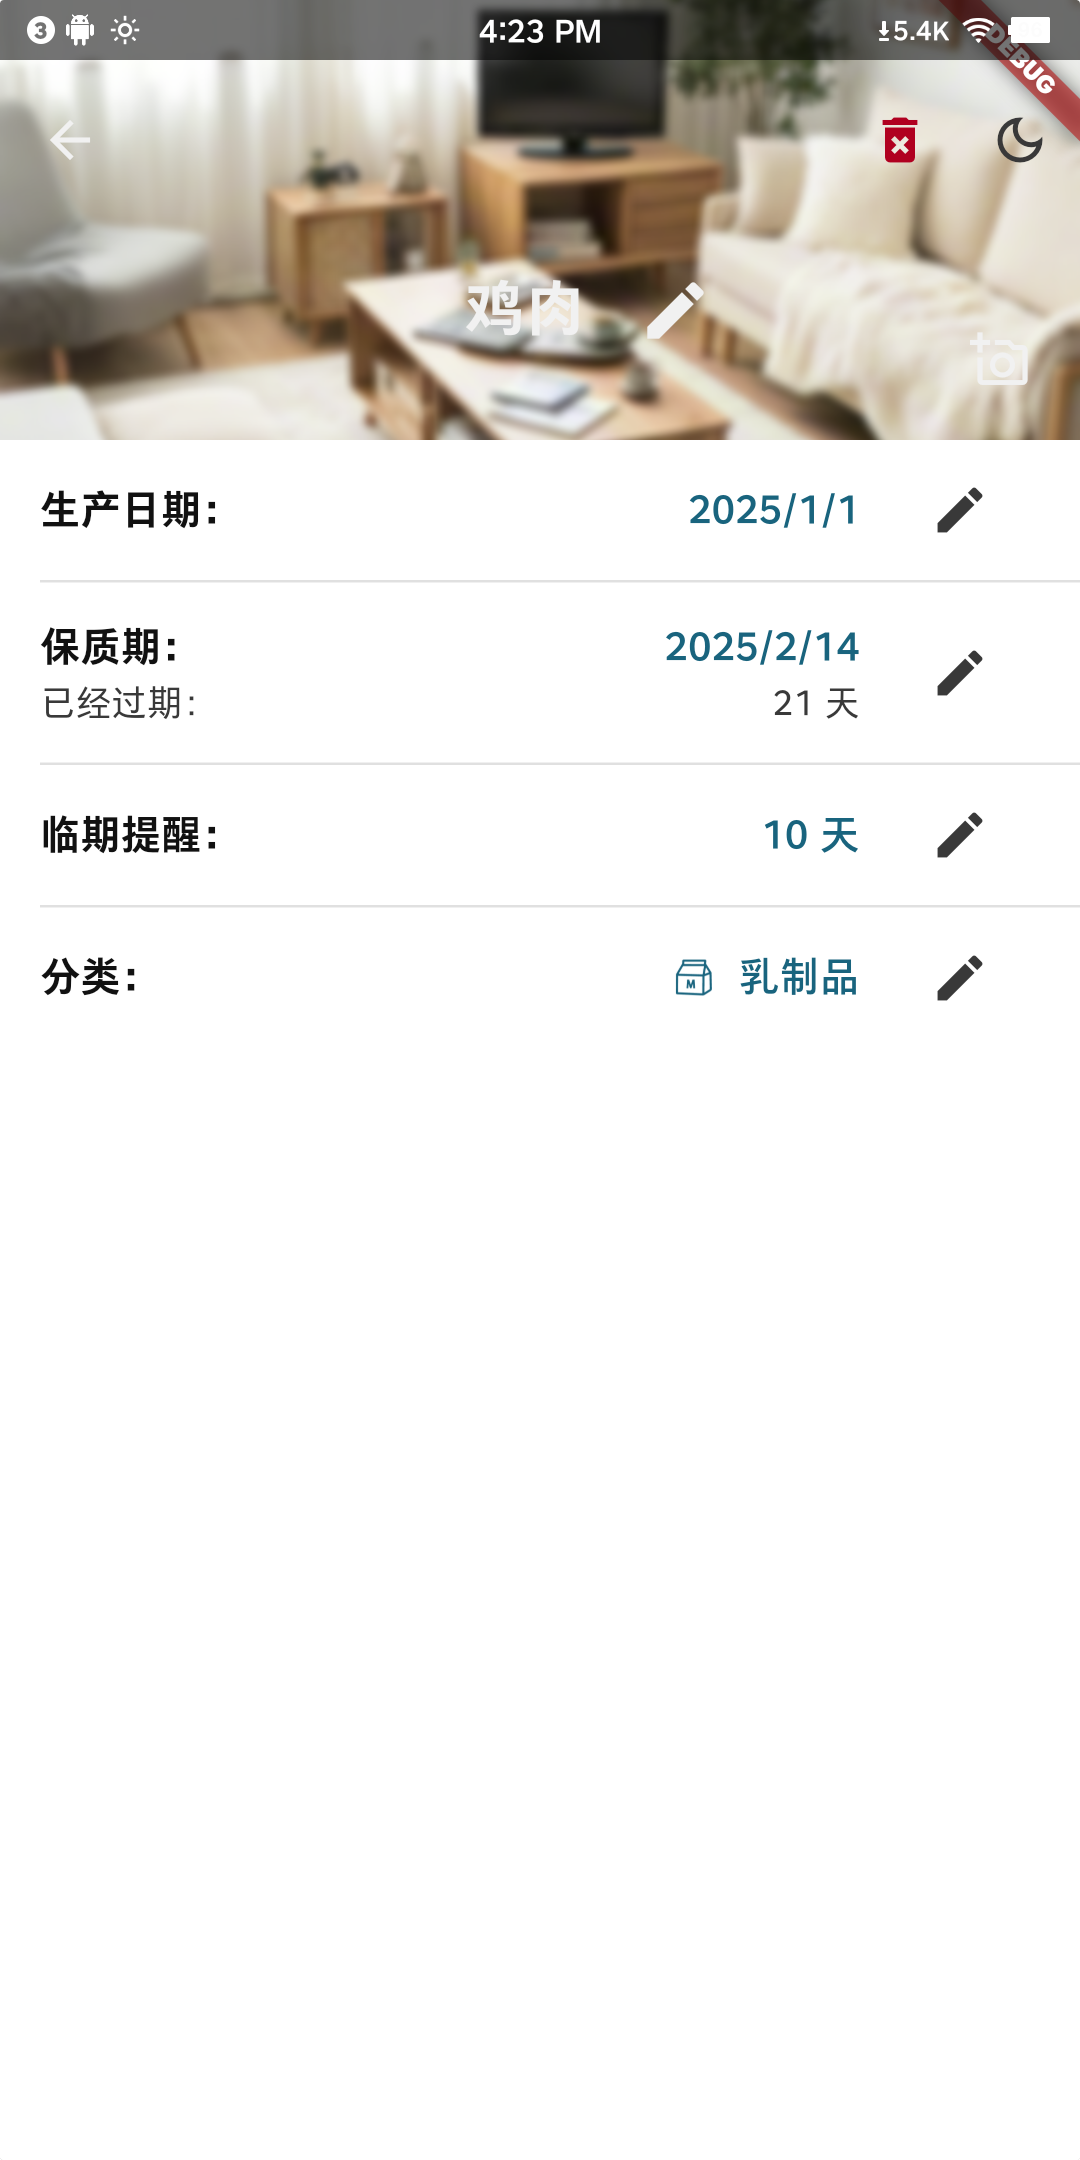 3
4:23 PM
5.4K
DEBUG
鸡肉
生产日期: 2025/1/1
保质期: 2025/2/14
已经过期: 21 天
临期提醒: 10 天
分类: M 乳制品